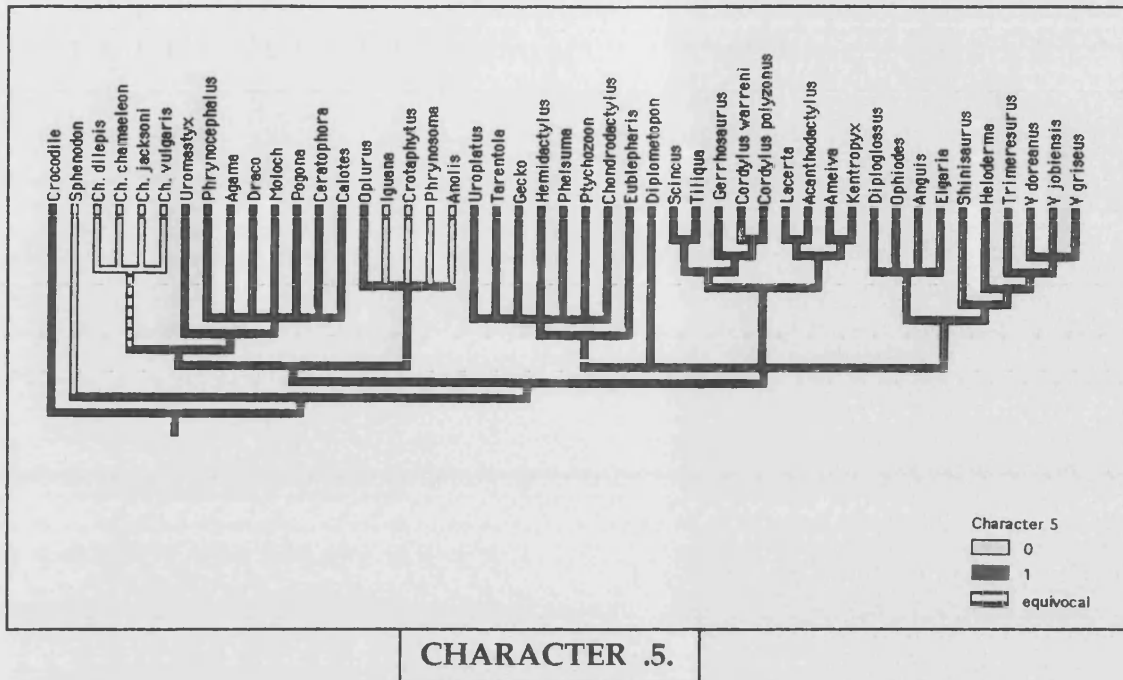 Crocodile
Sphenodon
Ch. dilepis
Ch. chamaeleon
Ch. jacksoni
Ch. vulgaris
Uromastyx
Phrynocephalus
Agama
Draco
Moloch
Pogona
Ceratophora
Calotes
Oplurus
Iguana
Crotaphytus
Phrynosoma
Anolis
Uroplatus
Tarentola
Gecko
Hemidactylus
Phelsuma
Ptychozoon
Chondrodactylus
Eublepharis
Diplometopon
Scincus
Tiliqua
Gerrhosaurus
Cordylus warreni
Cordylus polyzonus
Lacerta
Acanthodactylus
Ameiva
Kentropyx
Diploglossus
Ophiodes
Anguis
Elgaria
Shinisaurus
Heloderma
Trimeresurus
V doreanus
V jobiensis
V griseus
Character 5
0
1
equivocal
CHARACTER .5.